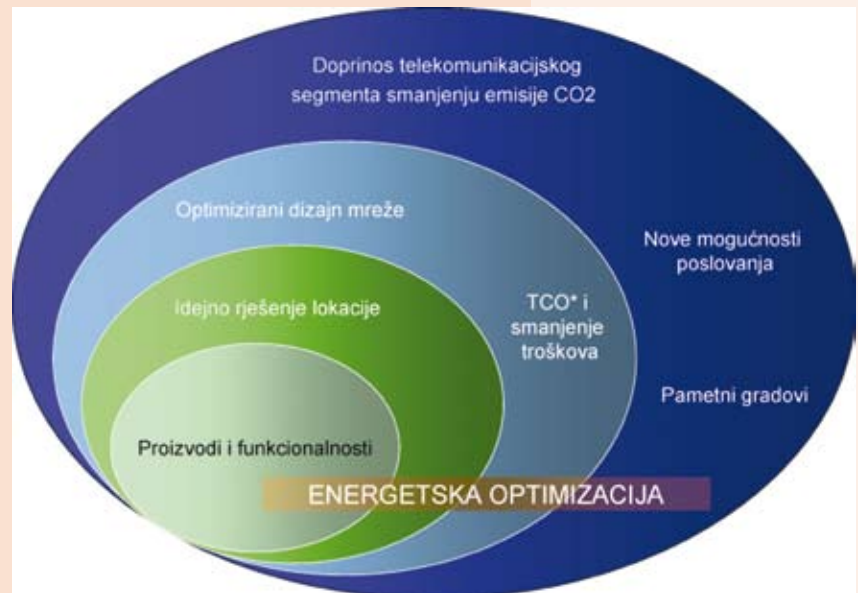 Doprinos telekomunikacijskog
segmenta smanjenju emisije CO2
Optimizirani dizajn mreže
Nove mogućnosti
poslovanja
Idejno rješenje lokacije
TCO* i
smanjenje
troškova
Pametni gradovi
Proizvodi i funkcionalnosti
ENERGETSKA OPTIMIZACIJA